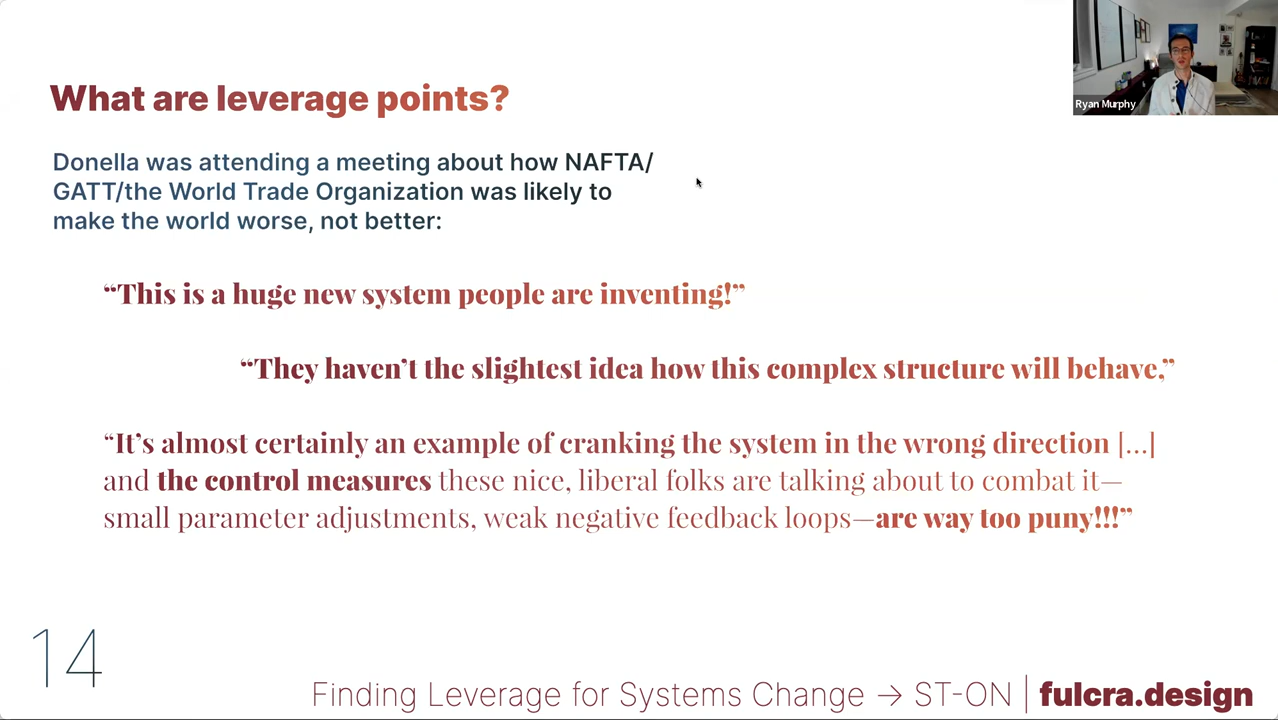 Ryan Murphy
What are leverage points?
Donella was attending a meeting about how NAFTA/
GATT/the World Trade Organization was likely to
make the world worse, not better:
“This is a huge new system people are inventing!”
“They haven’t the slightest idea how this complex structure will behave,”
“It’s almost certainly an example of cranking the system in the wrong direction [...]
and the control measures these nice, liberal folks are talking about to combat it—
small parameter adjustments, weak negative feedback loops—are way too puny!!!”
14
Finding Leverage for Systems Change → ST-ON | fulcra.design